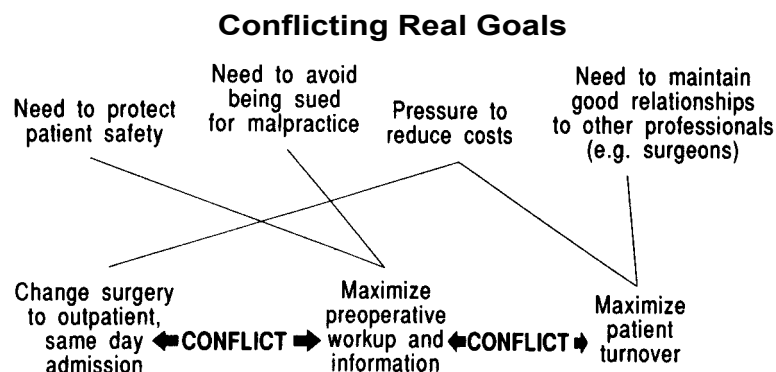 Conflicting Real Goals
Need to protect
patient safety
Need to avoid
being sued
for malpractice
Pressure to
reduce costs
Need to maintain
good relationships
to other professionals
(e.g. surgeons)
Change surgery
to outpatient,
same day
admission
CONFLICT
Maximize
preoperative
workup and
information
CONFLICT
Maximize
patient
turnover